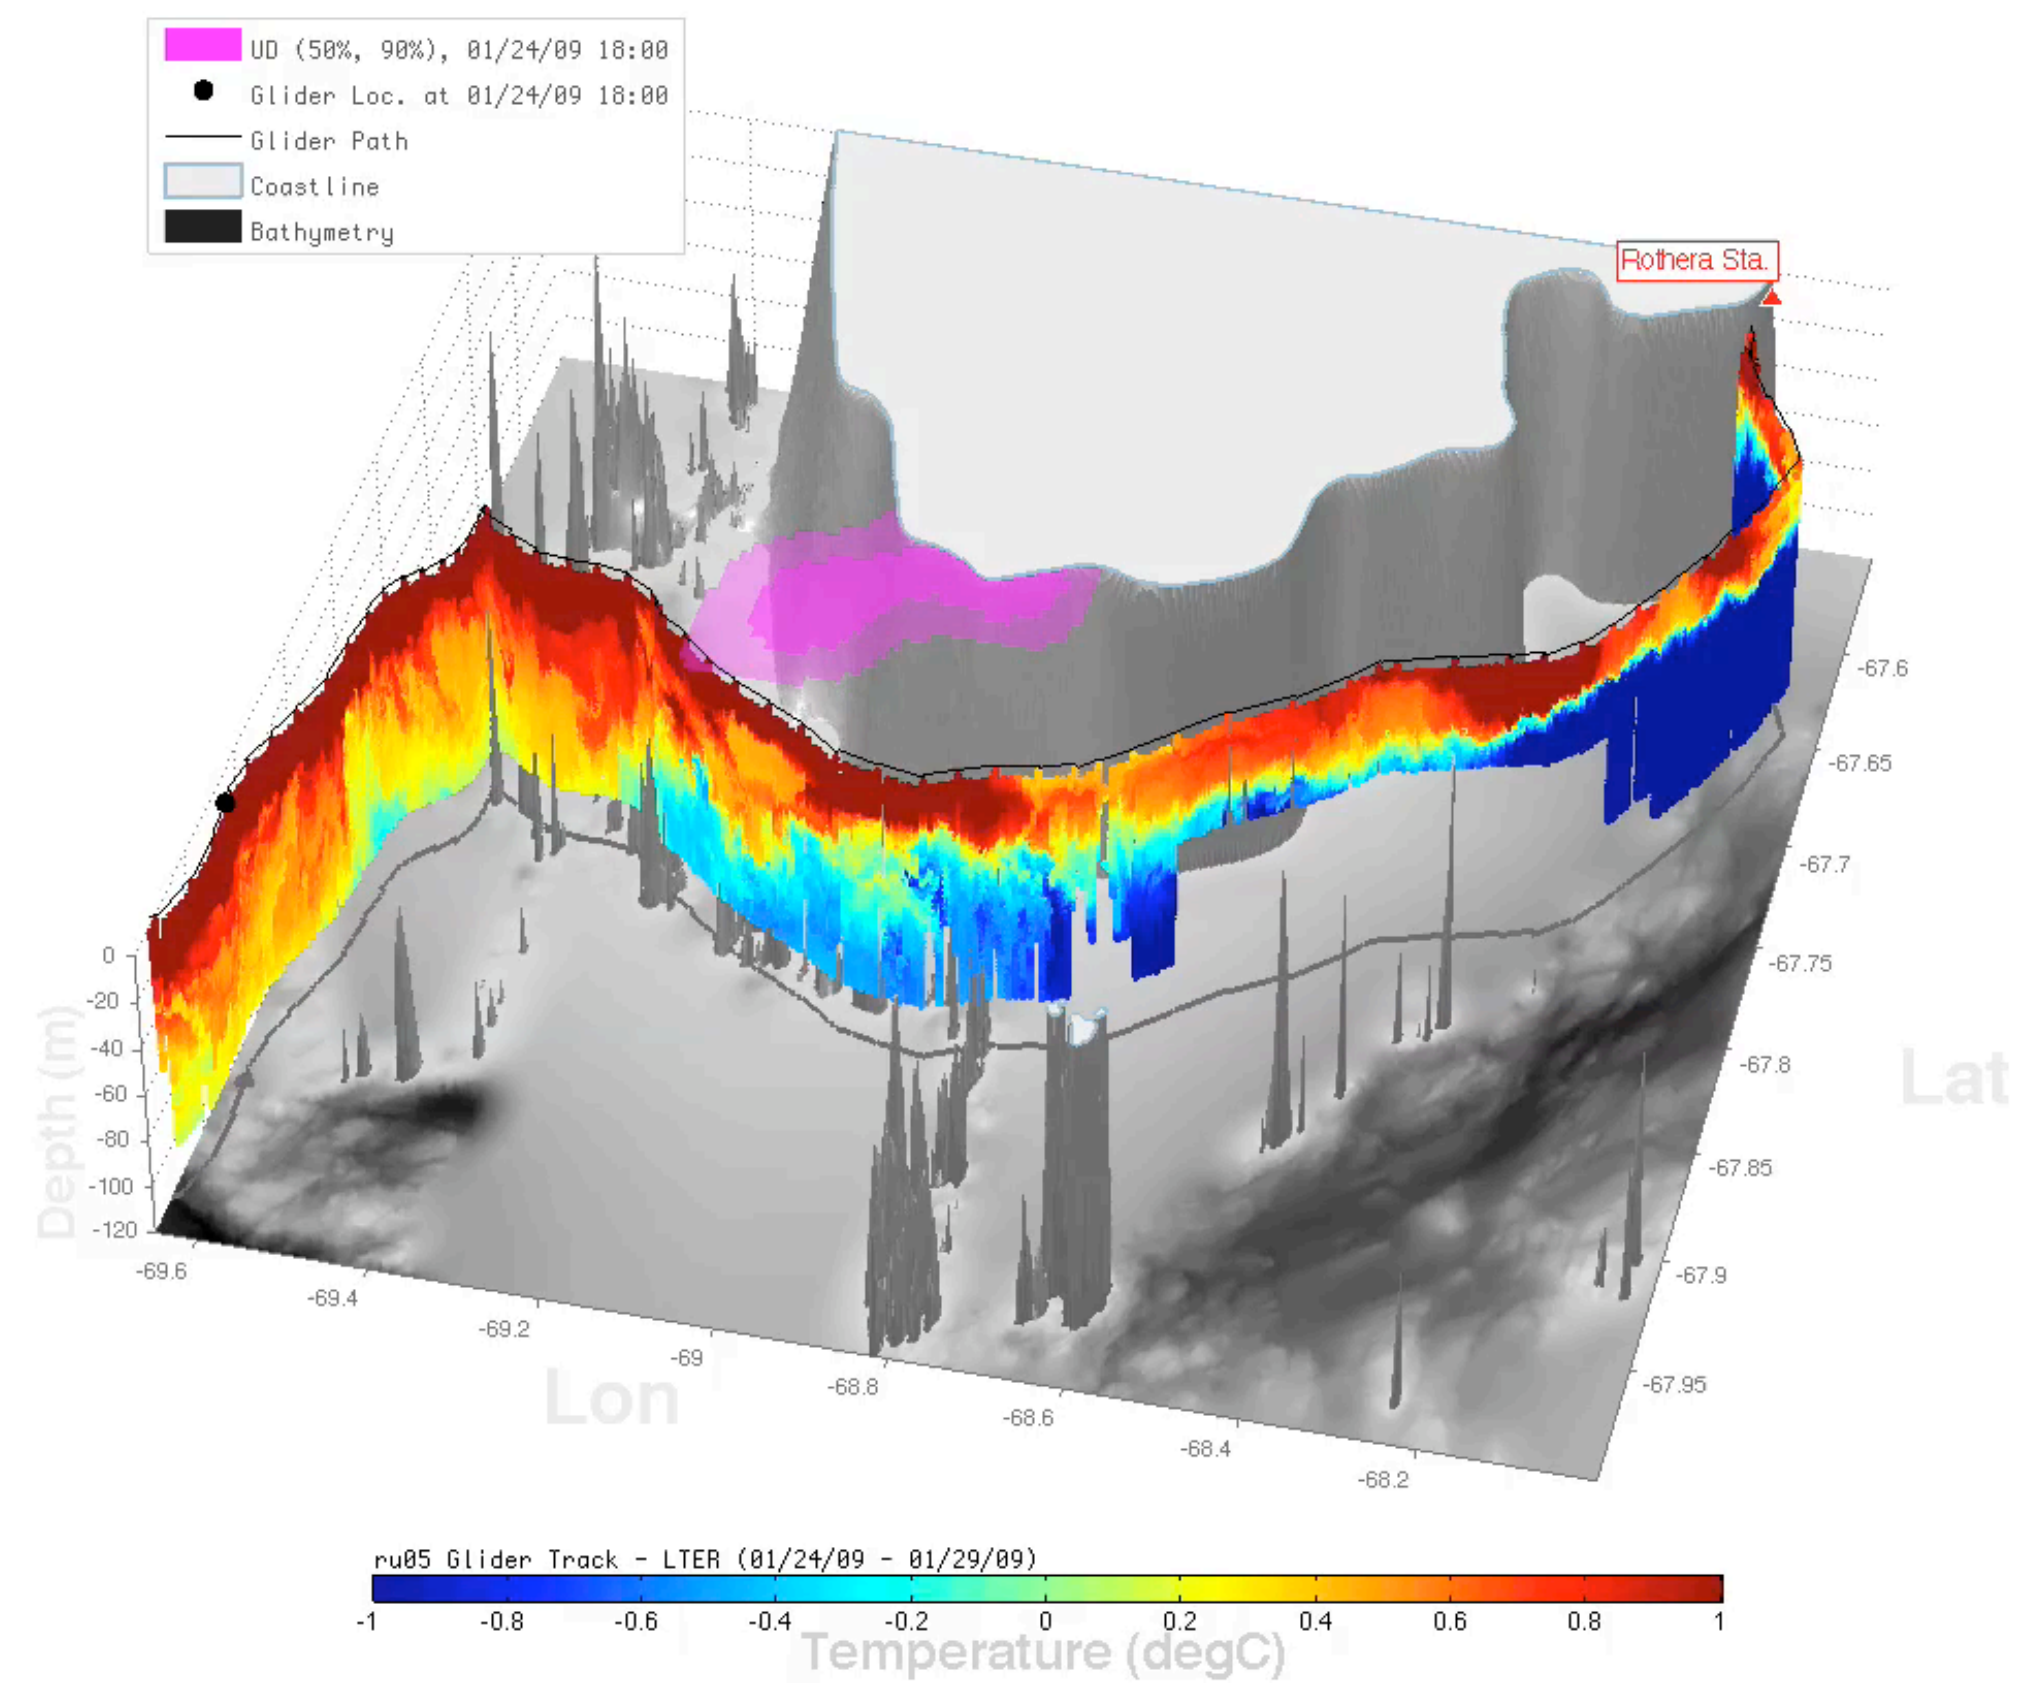 UD (50%, 90%), 01/24/09 18:00
Glider Loc. at 01/24/09 18:00
Glider Path
Coastline
Bathymetry
Rothera Sta.
0
-20
-40
-60
-80
-100
-120
Depth (m)
-69.6
-69.4
-69.2
-69
-68.8
-68.6
-68.4
-68.2
Lon
-67.6
-67.65
-67.7
-67.75
-67.8
-67.85
-67.9
-67.95
Lat
ru05 Glider Track - LTER (01/24/09 - 01/29/09)
-1 -0.8 -0.6 -0.4 -0.2 0 0.2 0.4 0.6 0.8 1
Temperature (degC)